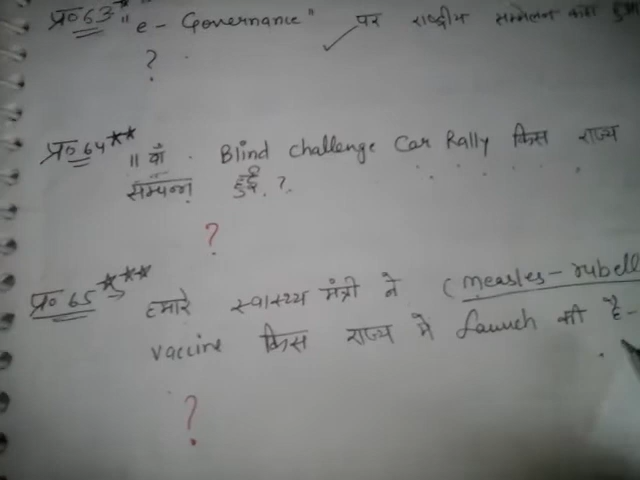 प्र०63** "e - Governance" पर राष्ट्रीय सम्मेलन कहां हुआ
?
प्र०64** 11 वाँ Blind Challenge Car Rally किस राज्य
सम्पन्न हुई ?
?
प्र०65*** हमारे स्वास्थ्य मंत्री ने (measles-rubell
vaccine किस राज्य मे launch की है-
?